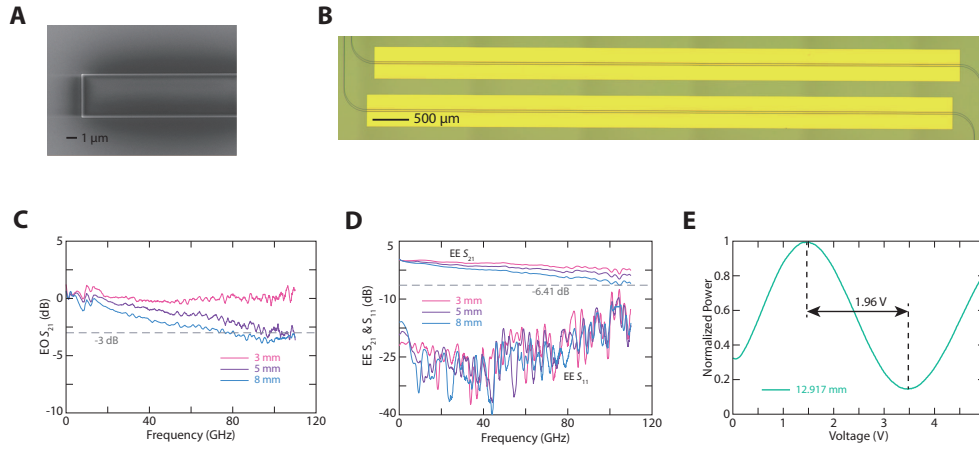 A
1 μm
B
500 μm
C
EO S21 (dB)
5
0
-5
-10
-3 dB
3 mm
5 mm
8 mm
0
40
80
120
Frequency (GHz)
D
EE S21 & S11 (dB)
5
-10
-25
-40
EE S21
-6.41 dB
3 mm
5 mm
8 mm
EE S11
0
40
80
120
Frequency (GHz)
E
Normalized Power
1
0.8
0.6
0.4
0.2
0
1.96 V
12.917 mm
0
1
2
3
4
Voltage (V)